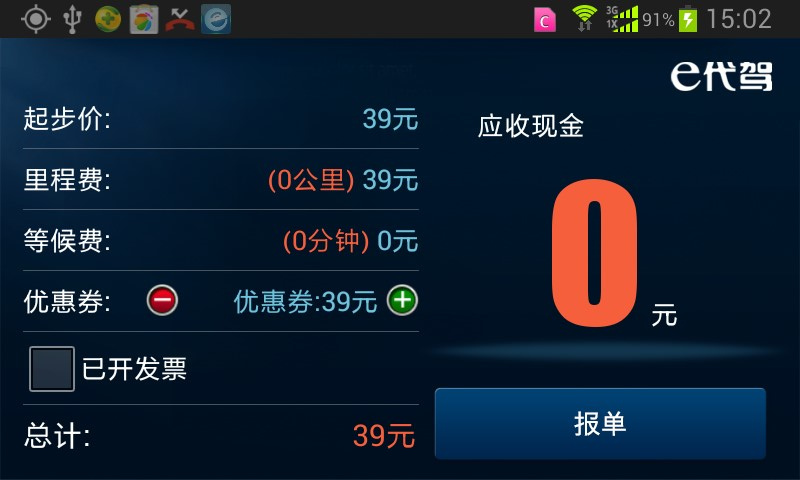 3G
1X
91%
15:02
e代驾
起步价: 39元
里程费: (0公里) 39元
等候费: (0分钟) 0元
优惠券: 优惠券:39元
已开发票
总计: 39元
应收现金
0元
报单